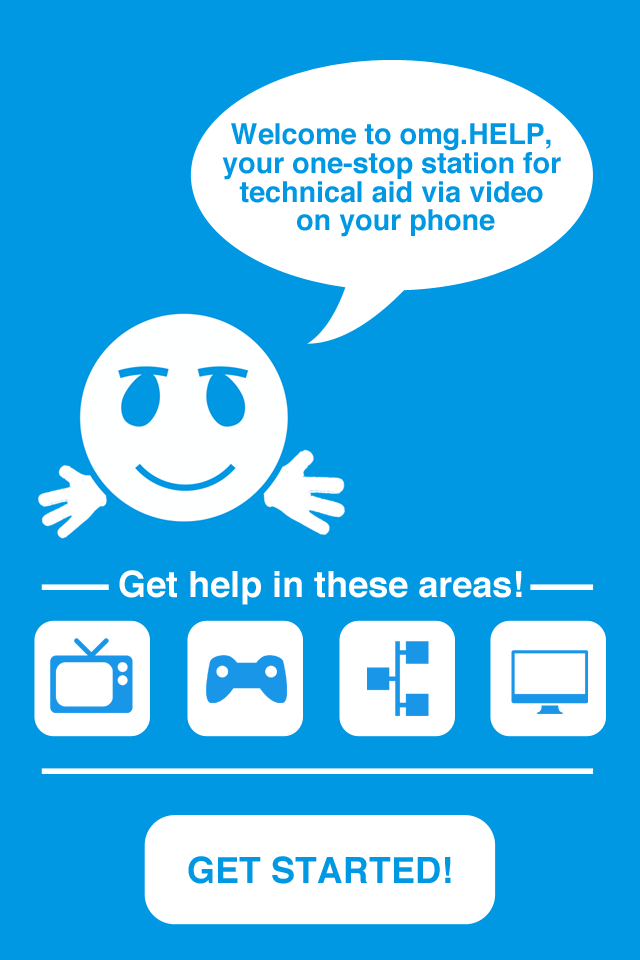 Welcome to omg.HELP,
your one-stop station for
technical aid via video
on your phone
Get help in these areas!
GET STARTED!